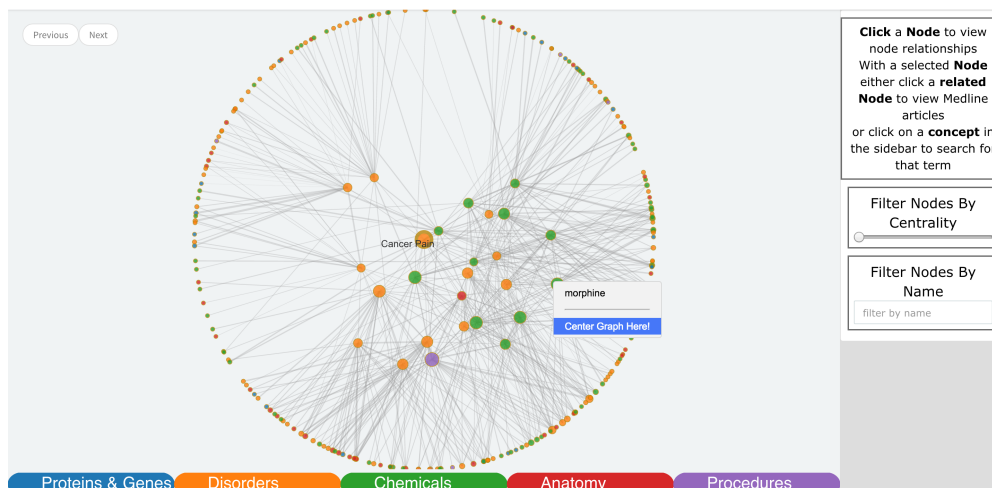 Previous
Next
Click a Node to view
node relationships
With a selected Node
either click a related
Node to view Medline
articles
or click on a concept in
the sidebar to search for
that term
Filter Nodes By
Centrality
Filter Nodes By
Name
filter by name
Cancer Pain
morphine
Center Graph Here!
Proteins & Genes
Disorders
Chemicals
Anatomy
Procedures